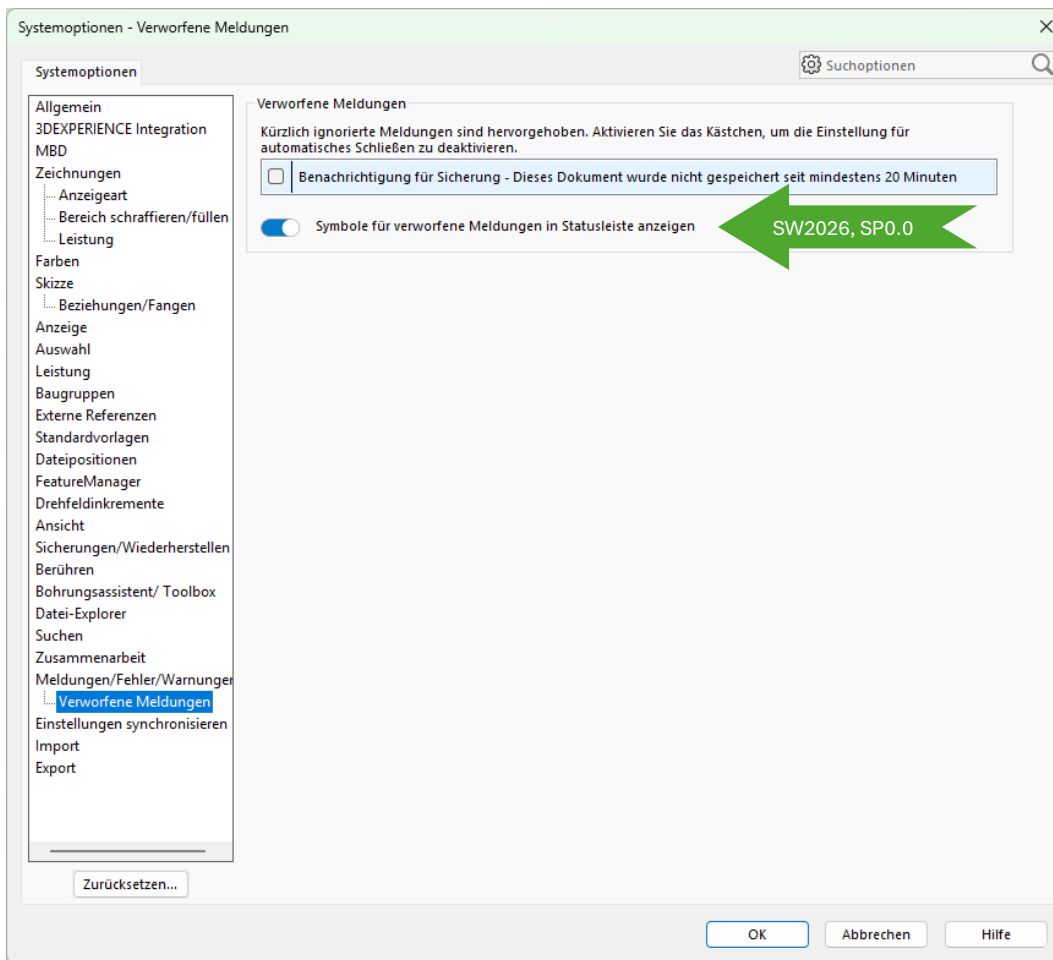 Systemoptionen - Verworfene Meldungen
Systemoptionen
Suchoptionen
Allgemein
3DEXPERIENCE Integration
MBD
Zeichnungen
Anzeigeart
Bereich schraffieren/füllen
Leistung
Farben
Skizze
Beziehungen/Fangen
Anzeige
Auswahl
Leistung
Baugruppen
Externe Referenzen
Standardvorlagen
Dateipositionen
FeatureManager
Drehfeldinkremente
Ansicht
Sicherungen/Wiederherstellen
Berühren
Bohrungsassistent/ Toolbox
Datei-Explorer
Suchen
Zusammenarbeit
Meldungen/Fehler/Warnunger
Verworfene Meldungen
Einstellungen synchronisieren
Import
Export
Zurücksetzen...
Verworfene Meldungen
Kürzlich ignorierte Meldungen sind hervorgehoben. Aktivieren Sie das Kästchen, um die Einstellung für
automatisches Schließen zu deaktivieren.
Benachrichtigung für Sicherung - Dieses Dokument wurde nicht gespeichert seit mindestens 20 Minuten
Symbole für verworfene Meldungen in Statusleiste anzeigen
SW2026, SP0.0
OK
Abbrechen
Hilfe